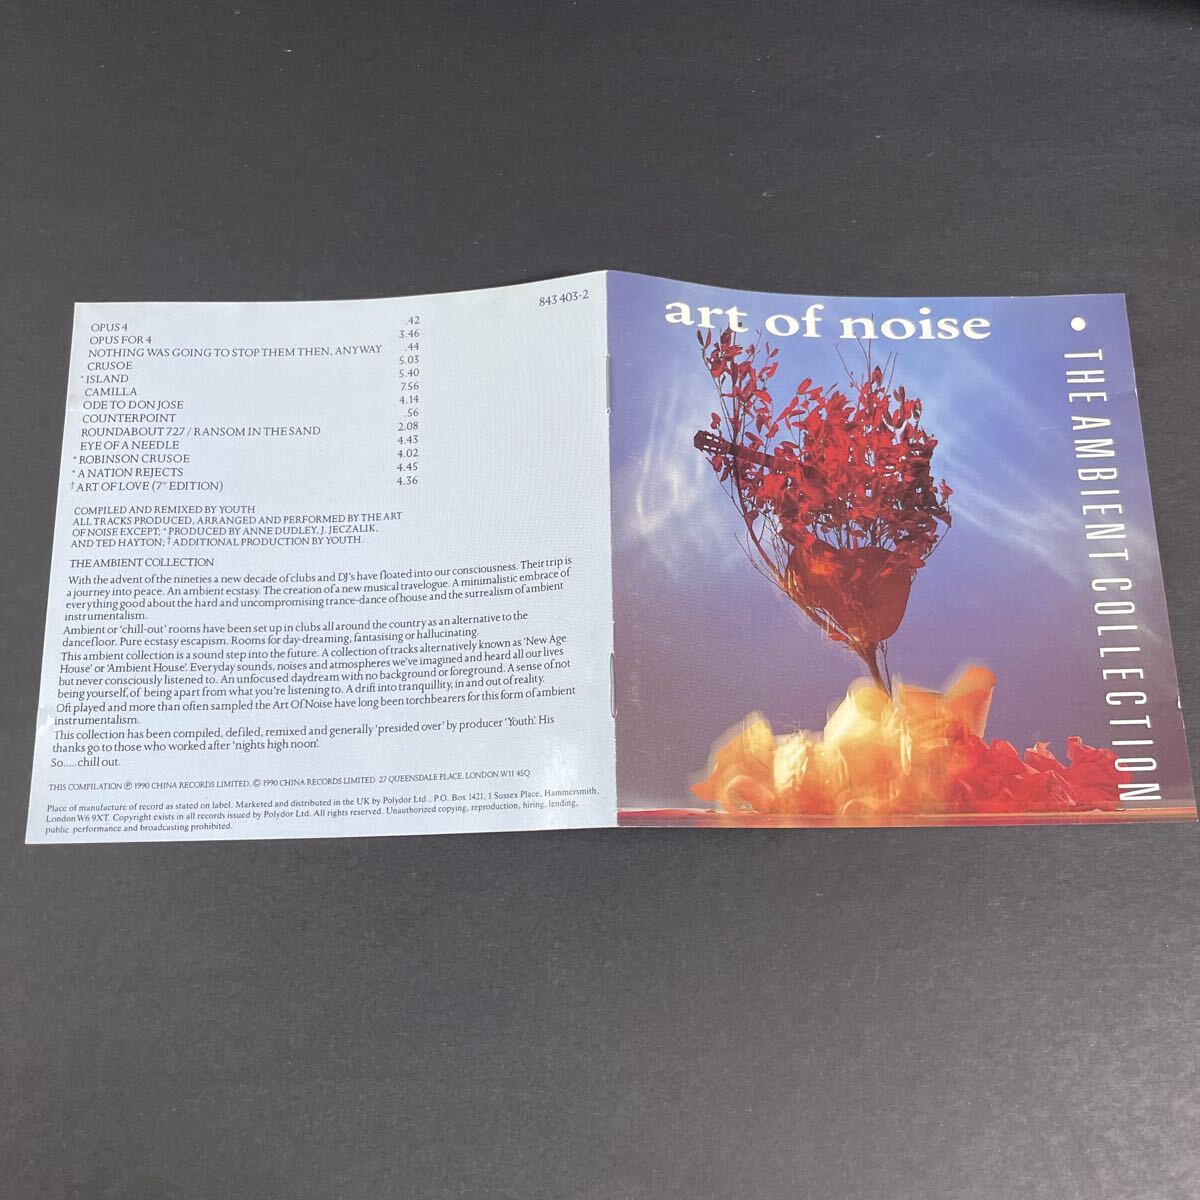 843 403-2
OPUS 4 .42
OPUS FOR 4 3.46
NOTHING WAS GOING TO STOP THEM THEN, ANYWAY .44
CRUSOE 5.03
*ISLAND 5.40
CAMILLA 7.56
ODE TO DON JOSE 4.14
COUNTERPOINT .56
ROUNDABOUT 727 / RANSOM IN THE SAND 2.08
EYE OF A NEEDLE 4.43
*ROBINSON CRUSOE 4.02
*A NATION REJECTS 4.45
†ART OF LOVE (7" EDITION) 4.36
COMPILED AND REMIXED BY YOUTH
ALL TRACKS PRODUCED, ARRANGED AND PERFORMED BY THE ART
OF NOISE EXCEPT; *PRODUCED BY ANNE DUDLEY, J. JECZALIK,
AND TED HAYTON; †ADDITIONAL PRODUCTION BY YOUTH.
THE AMBIENT COLLECTION
With the advent of the nineties a new decade of clubs and DJ's have floated into our consciousness. Their trip is
a journey into peace. An ambient ecstasy. The creation of a new musical travelogue. A minimalistic embrace of
everything good about the hard and uncompromising trance-dance of house and the surrealism of ambient
instrumentalism.
Ambient or 'chill-out' rooms have been set up in clubs all around the country as an alternative to the
dancefloor. Pure ecstasy escapism. Rooms for day-dreaming, fantasising or hallucinating.
This ambient collection is a sound step into the future. A collection of tracks alternatively known as 'New Age
House' or 'Ambient House'. Everyday sounds, noises and atmospheres we've imagined and heard all our lives
but never consciously listened to. An unfocused daydream with no background or foreground. A sense of not
being yourself, of being apart from what you're listening to. A drift into tranquillity, in and out of reality.
Oft played and more than often sampled the Art Of Noise have long been torchbearers for this form of ambient
instrumentalism.
This collection has been compiled, defiled, remixed and generally 'presided over' by producer 'Youth'. His
thanks go to those who worked after 'nights high noon'.
So.....chill out.
THIS COMPILATION ℗ 1990 CHINA RECORDS LIMITED. © 1990 CHINA RECORDS LIMITED. 27 QUEENSDALE PLACE, LONDON W11 4SQ
Place of manufacture of record as stated on label. Marketed and distributed in the UK by Polydor Ltd., P.O. Box 1421, 1 Sussex Place, Hammersmith,
London W6 9XT. Copyright exists in all records issued by Polydor Ltd. All rights reserved. Unauthorized copying, reproduction, hiring, lending,
public performance and broadcasting prohibited.
art of noise
• THE AMBIENT COLLECTION